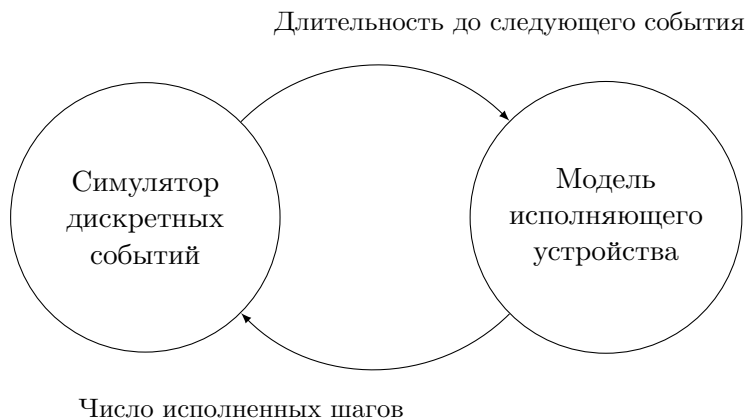 Длительность до следующего события
Симулятор
дискретных
событий
Модель
исполняющего
устройства
Число исполненных шагов